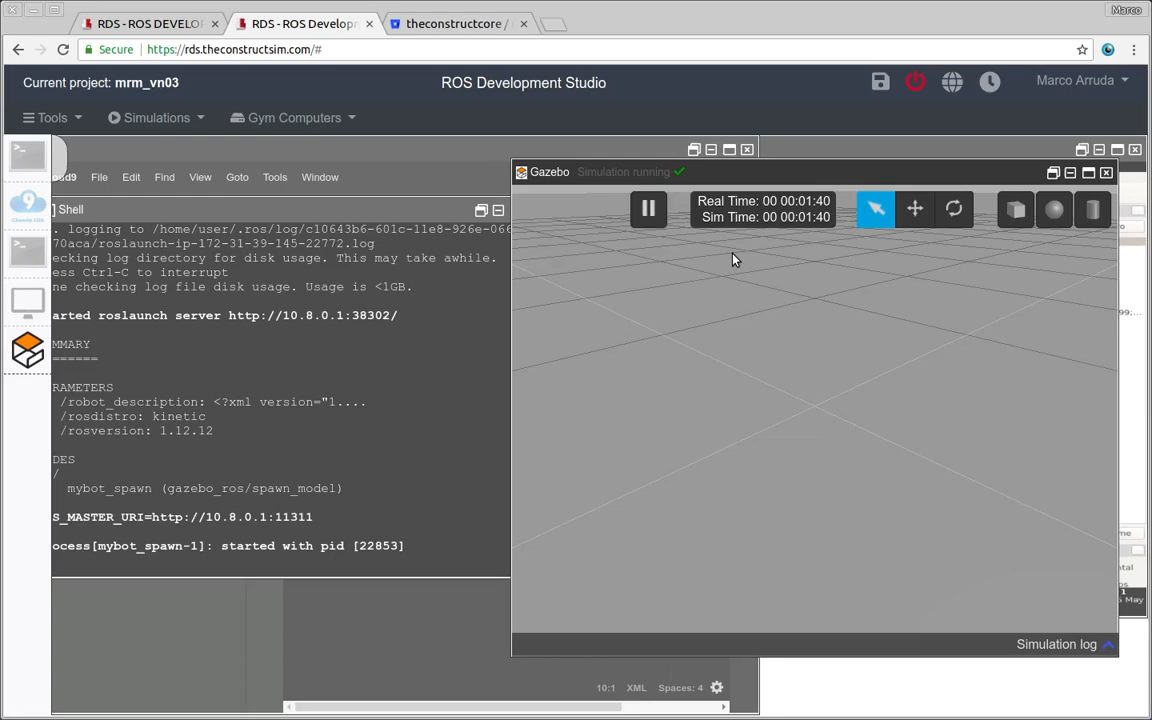 Marco
RDS - ROS DEVELO
RDS - ROS Develop
theconstructcore /
Secure
https://rds.theconstructsim.com/#
Current project: mrm_vn03
ROS Development Studio
Marco Arruda
Tools
Simulations
Gym Computers
File Edit Find View Goto Tools Window
Gazebo Simulation running
Shell
Real Time: 00 00:01:40
Sim Time: 00 00:01:40
. logging to /home/user/.ros/log/c10643b6-601c-11e8-926e-066
70aca/roslaunch-ip-172-31-39-145-22772.log
ecking log directory for disk usage. This may take awhile.
ess Ctrl-C to interrupt
ne checking log file disk usage. Usage is <1GB.
arted roslaunch server http://10.8.0.1:38302/
MMARY
======
RAMETERS
/robot_description: <?xml version="1....
/rosdistro: kinetic
/rosversion: 1.12.12
DES
/
mybot_spawn (gazebo_ros/spawn_model)
S_MASTER_URI=http://10.8.0.1:11311
ocess[mybot_spawn-1]: started with pid [22853]
Simulation log
10:1 XML Spaces: 4